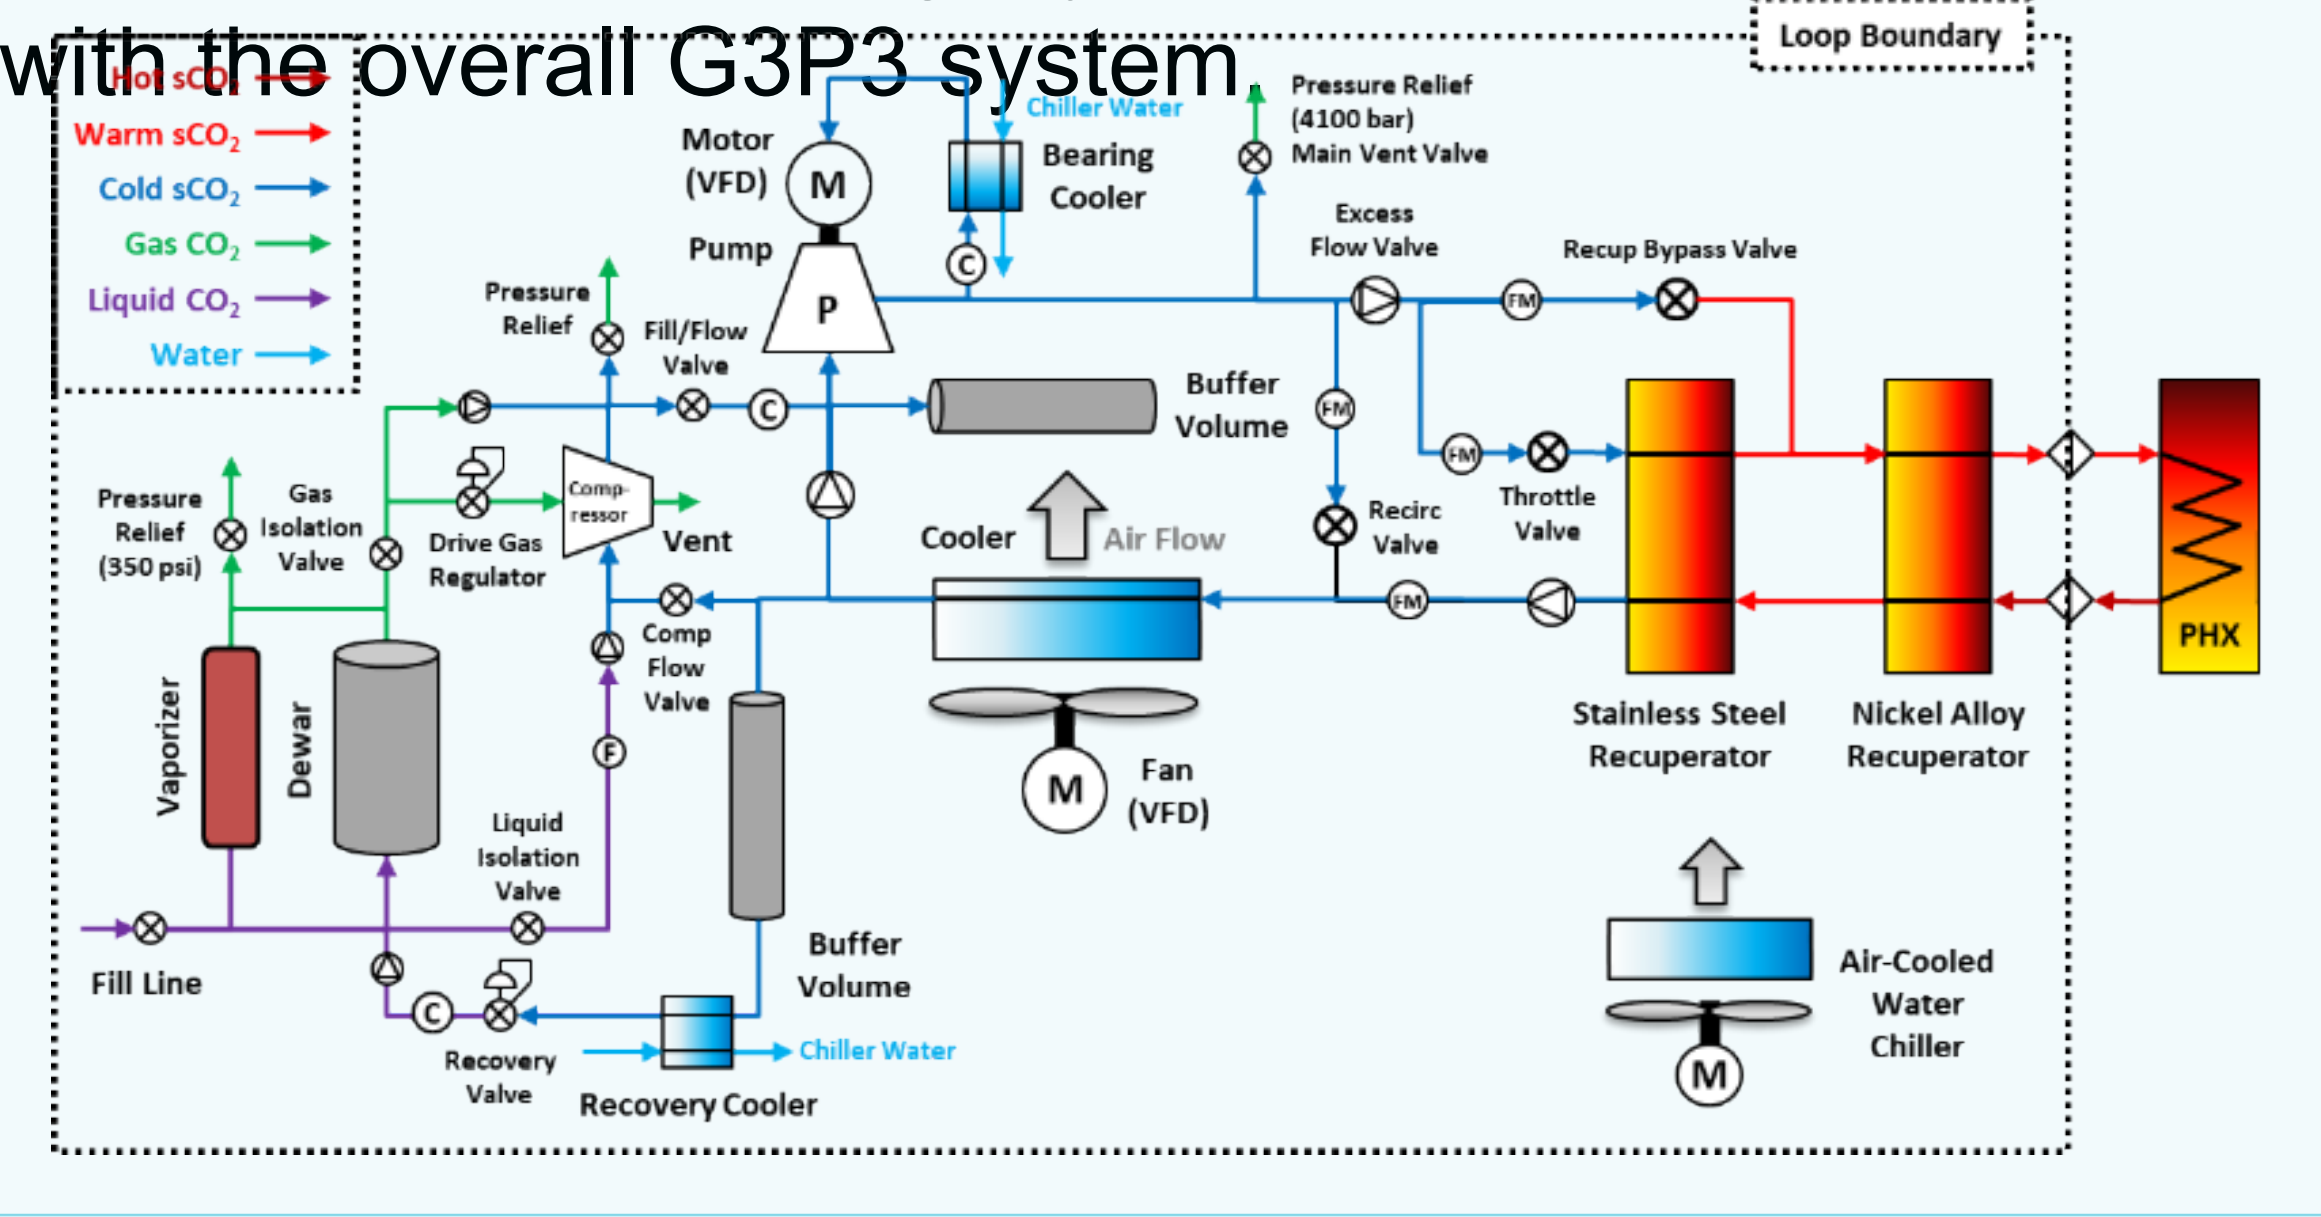 with the overall G3P3 system.
Loop Boundary
Hot sCO₂
Warm sCO₂
Cold sCO₂
Gas CO₂
Liquid CO₂
Water
Motor
(VFD)
M
Pump
P
Chiller Water
Bearing
Cooler
C
Pressure Relief
(4100 bar)
Main Vent Valve
Excess
Flow Valve
Recup Bypass Valve
FM
Pressure
Relief
Fill/Flow
Valve
C
Buffer
Volume
FM
FM
Throttle
Valve
Recirc
Valve
Pressure
Relief
(350 psi)
Gas
Isolation
Valve
Drive Gas
Regulator
Comp-
ressor
Vent
Cooler
Air Flow
FM
PHX
Comp
Flow
Valve
F
Vaporizer
Dewar
Fan
(VFD)
M
Stainless Steel
Recuperator
Nickel Alloy
Recuperator
Liquid
Isolation
Valve
Fill Line
Buffer
Volume
C
Recovery
Valve
Chiller Water
Recovery Cooler
Air-Cooled
Water
Chiller
M